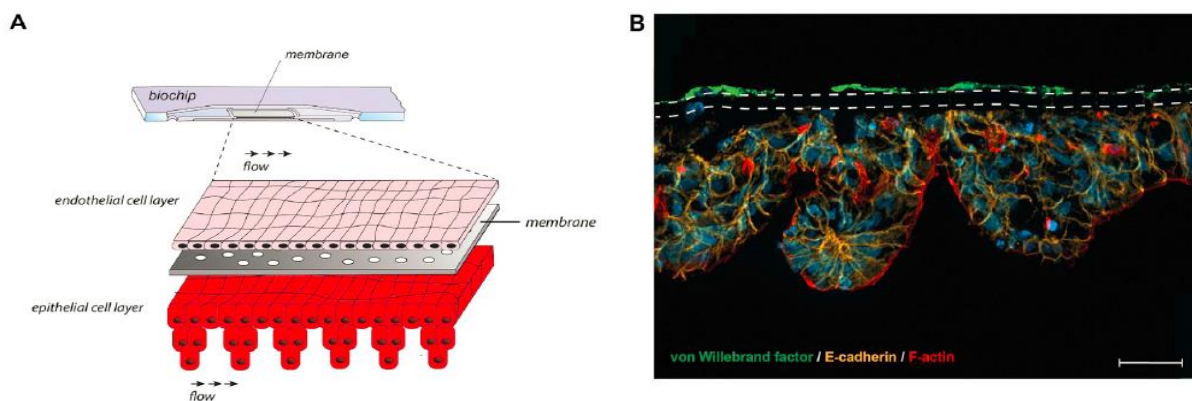 A
membrane
biochip
flow
endothelial cell layer
membrane
epithelial cell layer
flow
B
von Willebrand factor / E-cadherin / F-actin